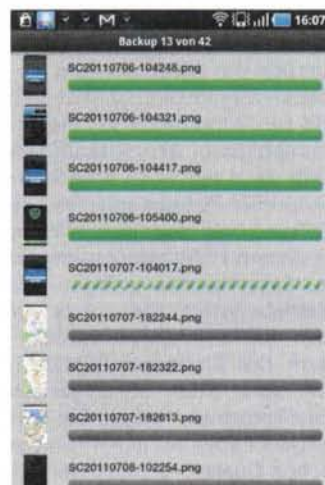 16:07
Backup 13 von 42
SC20110706-104248.png
SC20110706-104321.png
SC20110706-104417.png
SC20110706-105400.png
SC20110707-104017.png
SC20110707-182244.png
SC20110707-182322.png
SC20110707-182613.png
SC20110708-102254.png